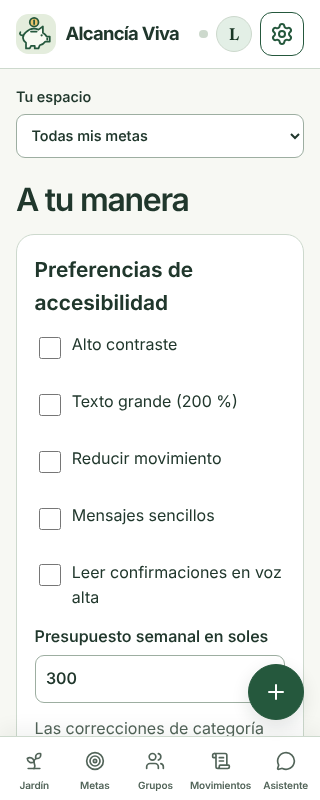 Alcancía Viva
L
Tu espacio
Todas mis metas
A tu manera
Preferencias de
accesibilidad
Alto contraste
Texto grande (200 %)
Reducir movimiento
Mensajes sencillos
Leer confirmaciones en voz
alta
Presupuesto semanal en soles
300
Las correcciones de categoría
Jardín
Metas
Grupos
Movimientos
Asistente